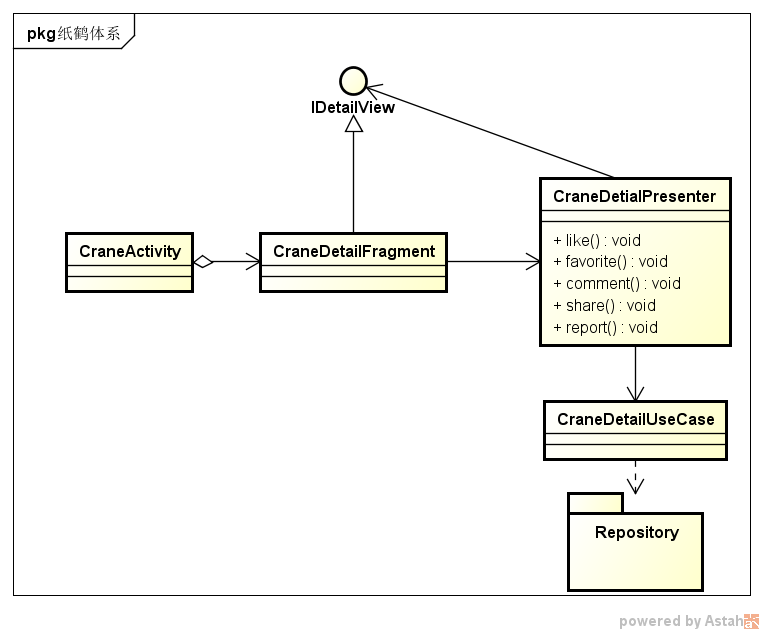 pkg纸鹤体系
IDetailView
CraneDetialPresenter
+ like() : void
+ favorite() : void
+ comment() : void
+ share() : void
+ report() : void
CraneActivity
CraneDetailFragment
CraneDetailUseCase
Repository
powered by Astah